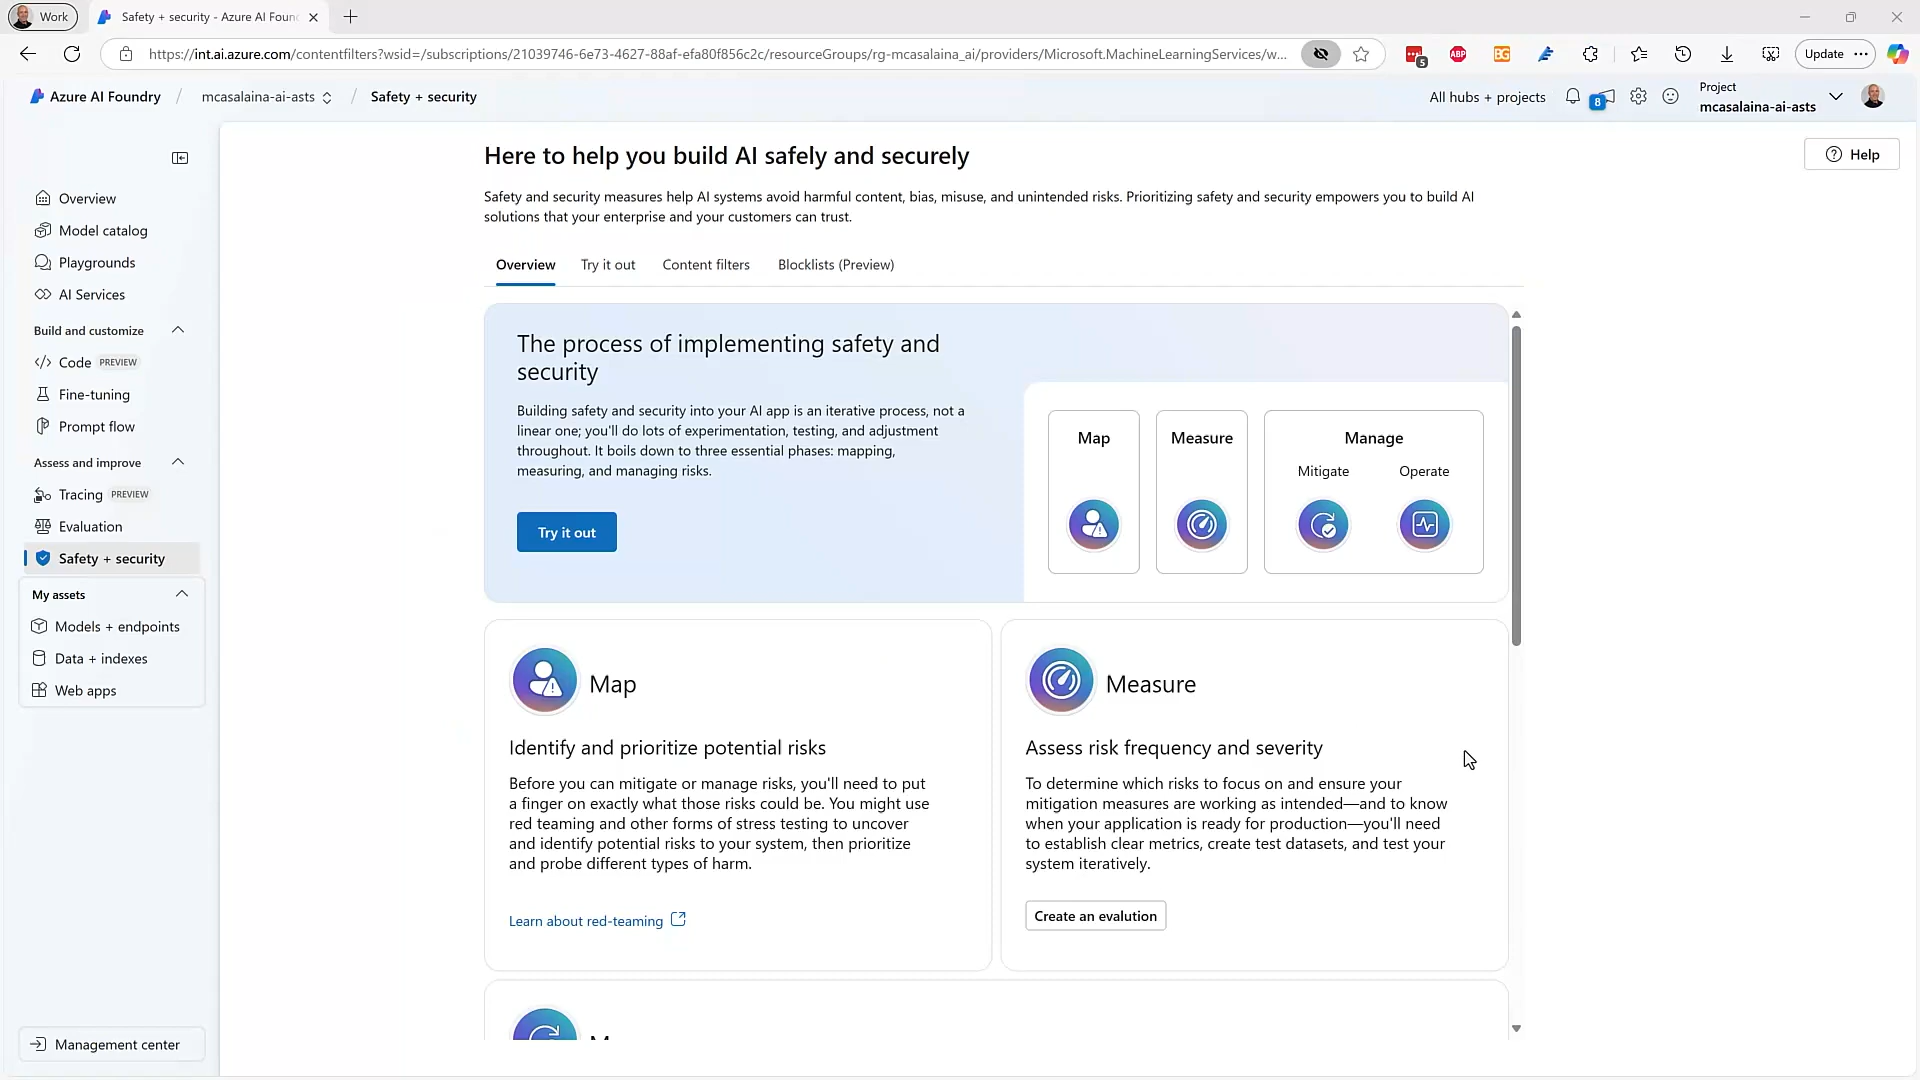 Work
Safety + security - Azure AI Foun
https://int.ai.azure.com/contentfilters?wsid=/subscriptions/21039746-6e73-4627-88af-efa80f856c2c/resourceGroups/rg-mcasalaina_ai/providers/Microsoft.MachineLearningServices/w...
5
ABP
BG
Update
Azure AI Foundry / mcasalaina-ai-asts / Safety + security
All hubs + projects
8
Project
mcasalaina-ai-asts
Help
Overview
Model catalog
Playgrounds
AI Services
Build and customize
Code PREVIEW
Fine-tuning
Prompt flow
Assess and improve
Tracing PREVIEW
Evaluation
Safety + security
My assets
Models + endpoints
Data + indexes
Web apps
Management center
Here to help you build AI safely and securely
Safety and security measures help AI systems avoid harmful content, bias, misuse, and unintended risks. Prioritizing safety and security empowers you to build AI
solutions that your enterprise and your customers can trust.
Overview Try it out Content filters Blocklists (Preview)
The process of implementing safety and
security
Building safety and security into your AI app is an iterative process, not a
linear one; you'll do lots of experimentation, testing, and adjustment
throughout. It boils down to three essential phases: mapping,
measuring, and managing risks.
Try it out
Map
Measure
Manage
Mitigate Operate
Map
Identify and prioritize potential risks
Before you can mitigate or manage risks, you'll need to put
a finger on exactly what those risks could be. You might use
red teaming and other forms of stress testing to uncover
and identify potential risks to your system, then prioritize
and probe different types of harm.
Learn about red-teaming
Measure
Assess risk frequency and severity
To determine which risks to focus on and ensure your
mitigation measures are working as intended—and to know
when your application is ready for production—you'll need
to establish clear metrics, create test datasets, and test your
system iteratively.
Create an evalution